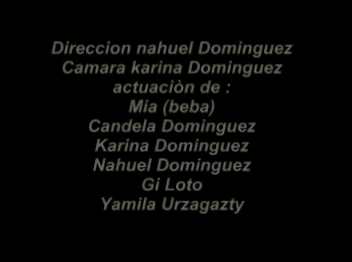 Direccion nahuel Dominguez
Camara karina Dominguez
actuaciòn de :
Mia (beba)
Candela Dominguez
Karina Dominguez
Nahuel Dominguez
Gi Loto
Yamila Urzagazty